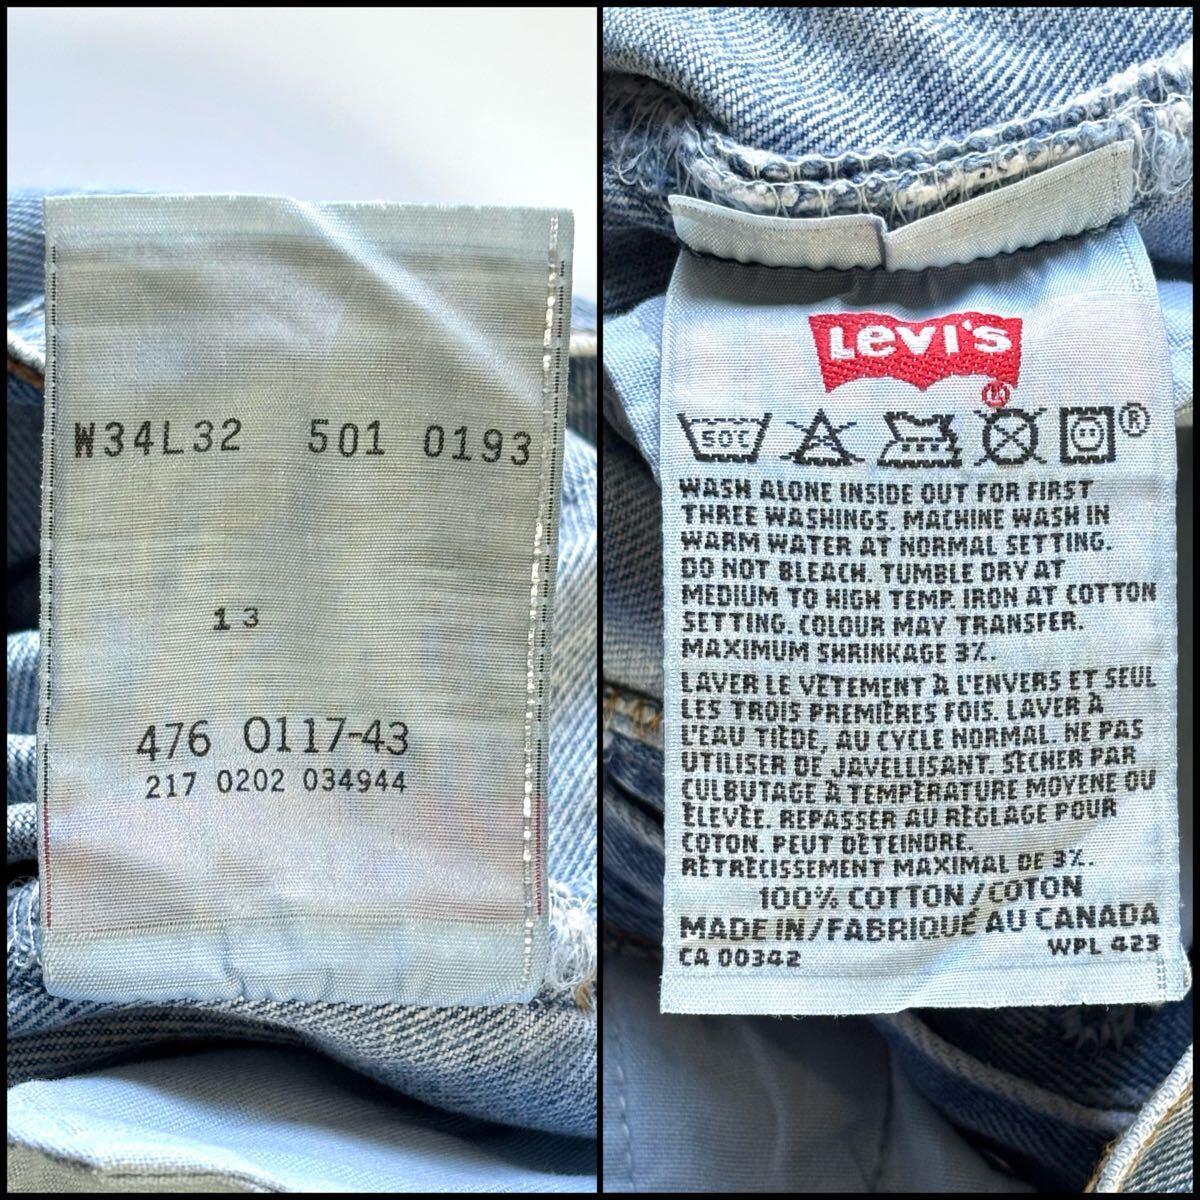 W34L32 501 0193
13
476 0117-43
217 0202 034944
Levi's
50C
®
WASH ALONE INSIDE OUT FOR FIRST
THREE WASHINGS. MACHINE WASH IN
WARM WATER AT NORMAL SETTING.
DO NOT BLEACH. TUMBLE DRY AT
MEDIUM TO HIGH TEMP. IRON AT COTTON
SETTING. COLOUR MAY TRANSFER.
MAXIMUM SHRINKAGE 3%.
LAVER LE VÊTEMENT À L'ENVERS ET SEUL
LES TROIS PREMIÈRES FOIS. LAVER À
L'EAU TIÈDE, AU CYCLE NORMAL. NE PAS
UTILISER DE JAVELLISANT. SÉCHER PAR
CULBUTAGE À TEMPÉRATURE MOYENNE OU
ÉLEVÉE. REPASSER AU RÉGLAGE POUR
COTON. PEUT DÉTEINDRE.
RÉTRÉCISSEMENT MAXIMAL DE 3%.
100% COTTON/COTON
MADE IN/FABRIQUÉ AU CANADA
CA 00342 WPL 423